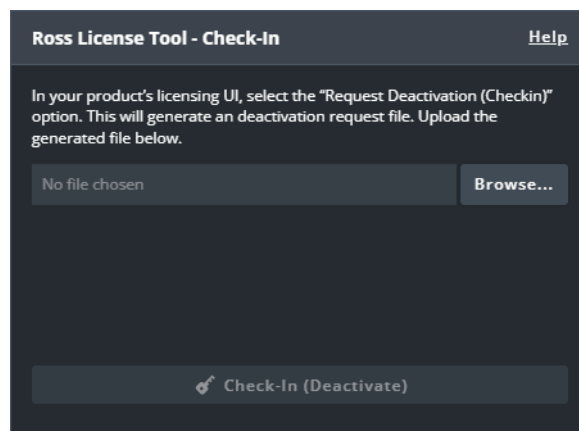 Ross License Tool - Check-In
Help
In your product's licensing UI, select the “Request Deactivation (Checkin)”
option. This will generate an deactivation request file. Upload the
generated file below.
No file chosen
Browse...
Check-In (Deactivate)